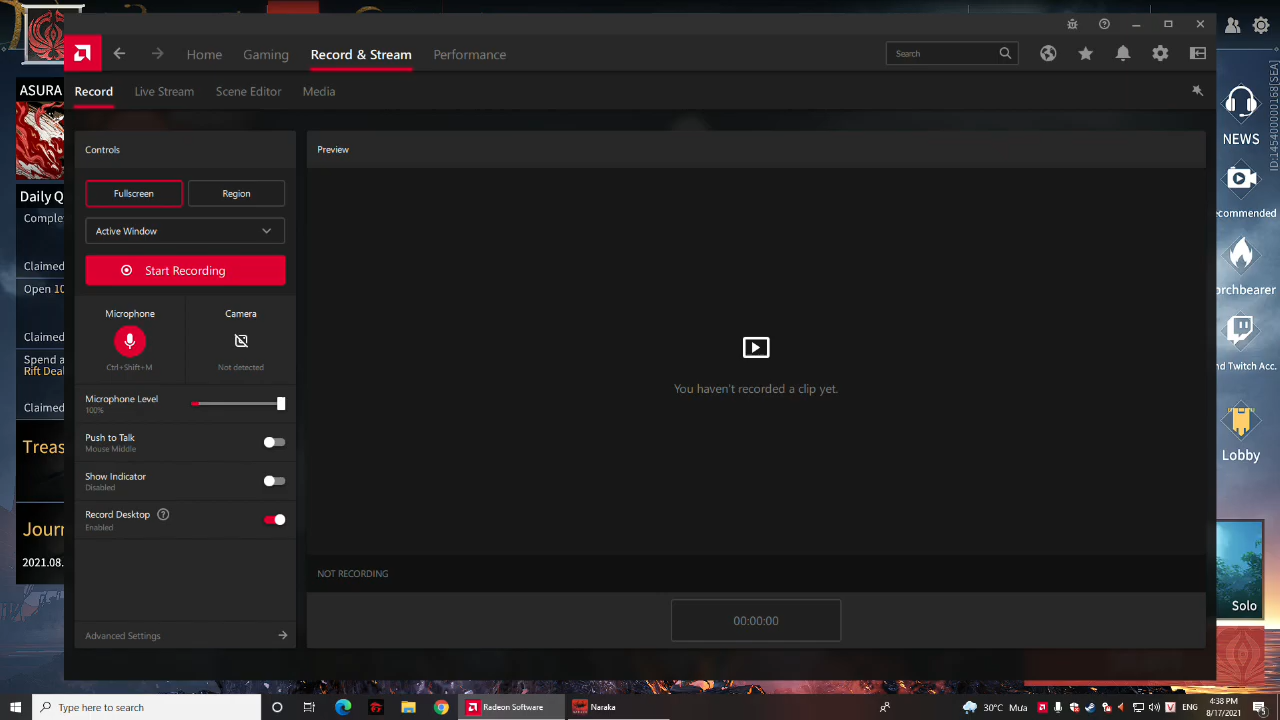 Home
Gaming
Record & Stream
Performance
Search
Record
Live Stream
Scene Editor
Media
Controls
Fullscreen
Region
Active Window
Start Recording
Microphone
Ctrl+Shift+M
Camera
Not detected
Microphone Level
100%
Push to Talk
Mouse Middle
Show Indicator
Disabled
Record Desktop
Enabled
Advanced Settings
Preview
You haven't recorded a clip yet.
NOT RECORDING
00:00:00
ASURA
Daily Q
Comple
Claimed
Open 10
Claimed
Spend a
Rift Deal
Claimed
Treas
Journ
2021.08.
ID:1454000000168[SEA]
NEWS
commended
orchbearer
nd Twitch Acc.
Lobby
Solo
Type here to search
Radeon Software
Naraka
30°C Mưa
4:38 PM
8/17/2021